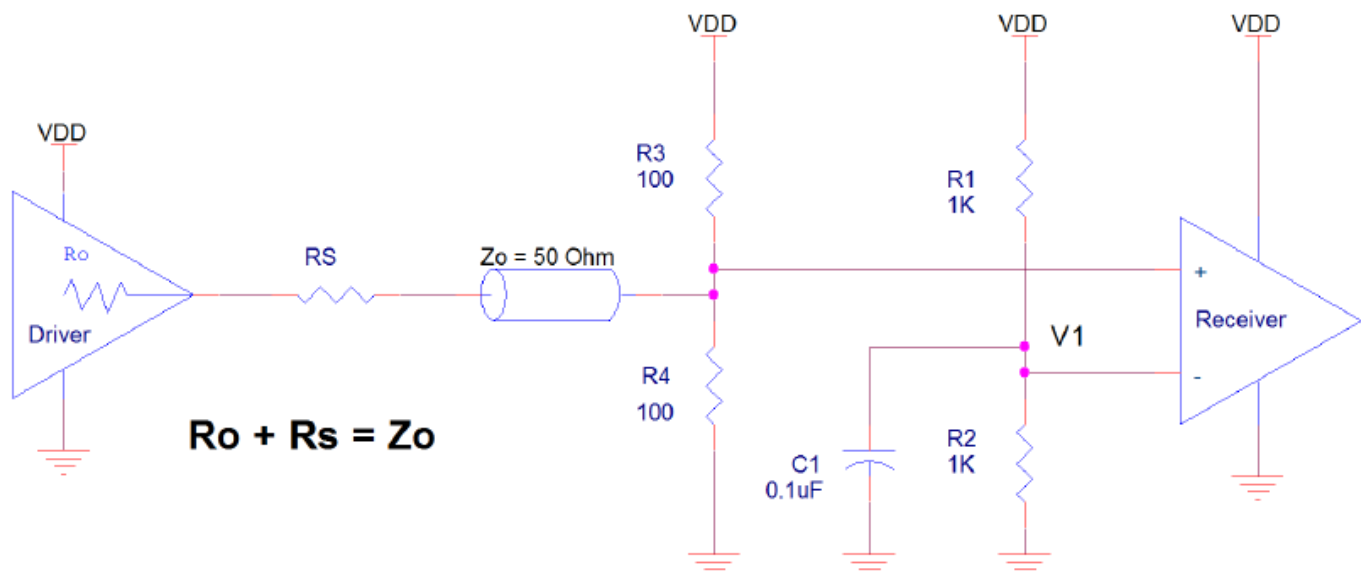 VDD
VDD
VDD
VDD
R3
100
R1
1K
Ro
RS
Zo = 50 Ohm
+
Driver
Receiver
V1
-
R4
100
Ro + Rs = Zo
R2
1K
C1
0.1uF